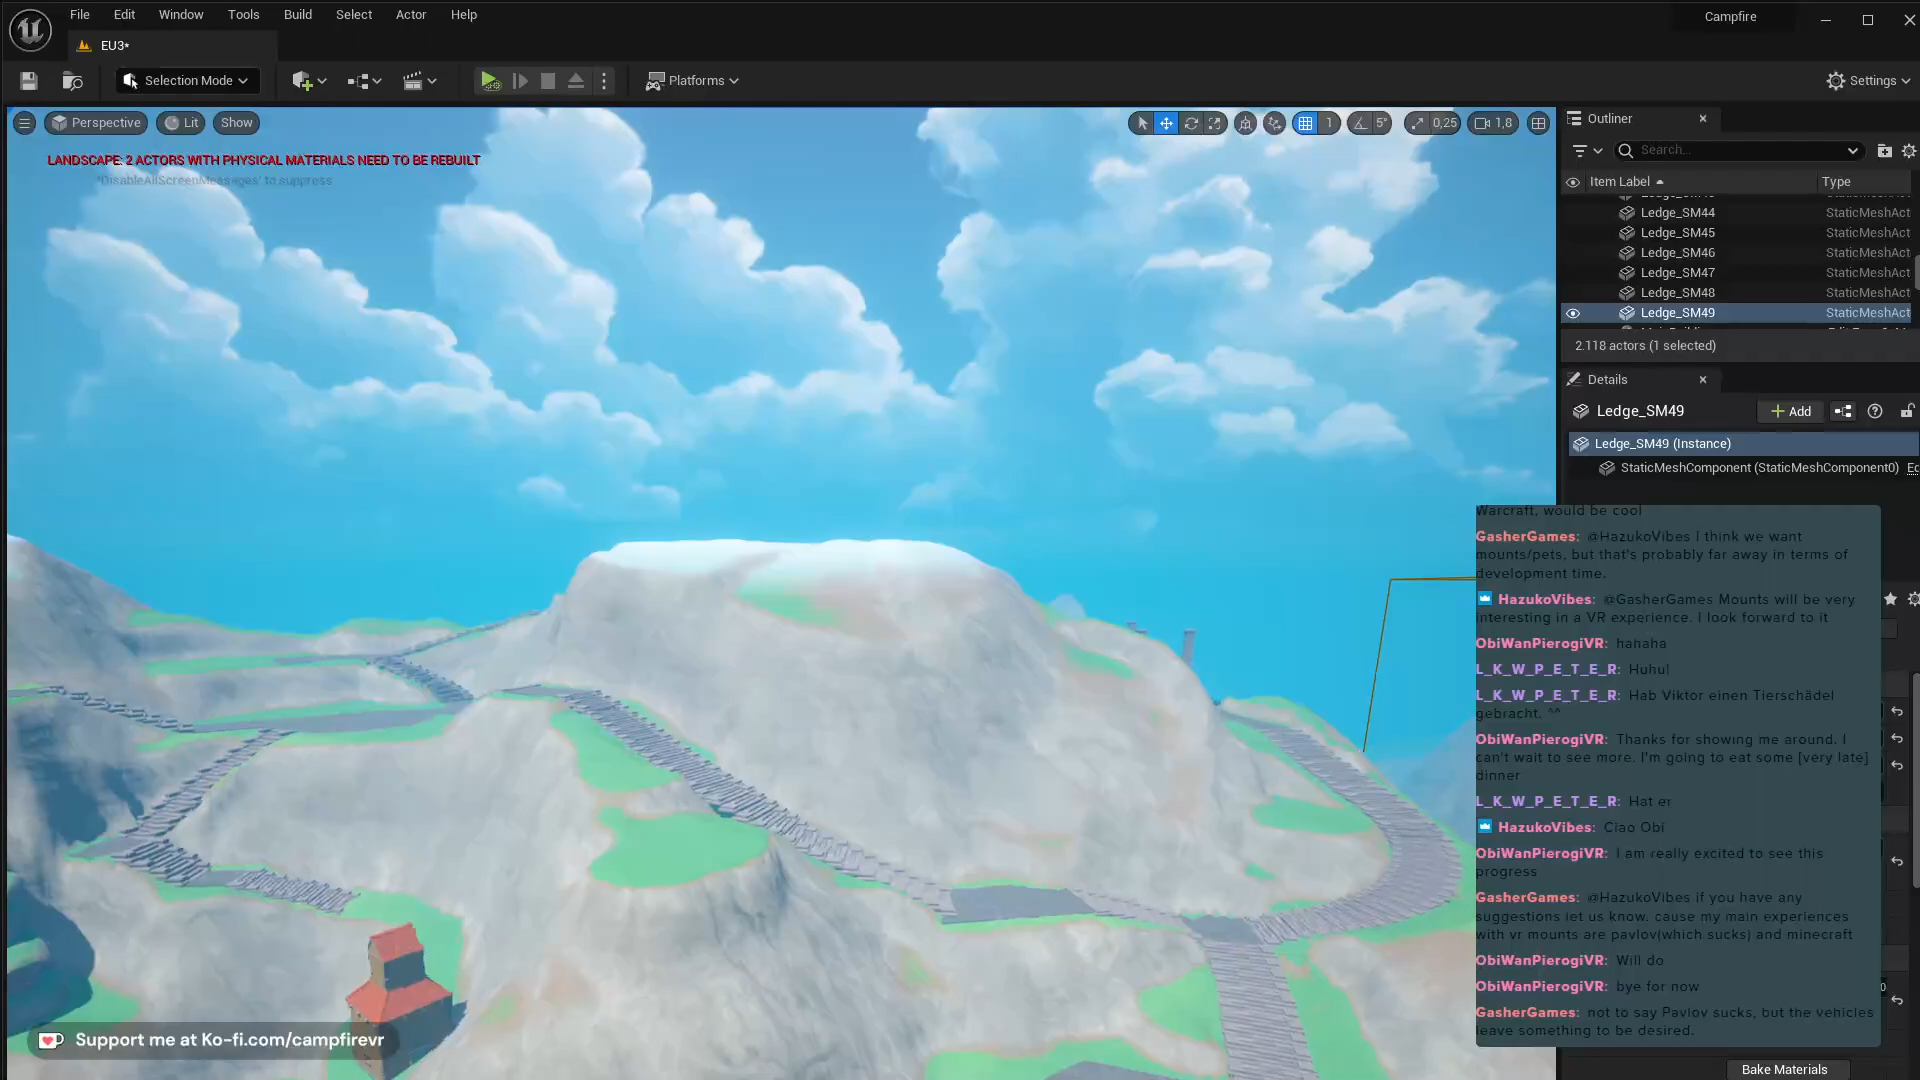 File Edit Window Tools Build Select Actor Help
Campfire
EU3*
Selection Mode
Platforms
Settings
Perspective Lit Show
1 5° 0,25 1,8
LANDSCAPE: 2 ACTORS WITH PHYSICAL MATERIALS NEED TO BE REBUILT
'DisableAllScreenMessages' to suppress
Outliner
Search...
Item Label Type
Ledge_SM44 StaticMeshAct
Ledge_SM45 StaticMeshAct
Ledge_SM46 StaticMeshAct
Ledge_SM47 StaticMeshAct
Ledge_SM48 StaticMeshAct
Ledge_SM49 StaticMeshAct
2.118 actors (1 selected)
Details
Ledge_SM49 Add
Ledge_SM49 (Instance)
StaticMeshComponent (StaticMeshComponent0)
Warcraft, would be cool
GasherGames: @HazukoVibes I think we want
mounts/pets, but that's probably far away in terms of
development time.
HazukoVibes: @GasherGames Mounts will be very
interesting in a VR experience. I look forward to it
ObiWanPierogiVR: hahaha
L_K_W_P_E_T_E_R: Huhu!
L_K_W_P_E_T_E_R: Hab Viktor einen Tierschädel
gebracht. ^^
ObiWanPierogiVR: Thanks for showing me around. I
can't wait to see more. I'm going to eat some [very late]
dinner
L_K_W_P_E_T_E_R: Hat er
HazukoVibes: Ciao Obi
ObiWanPierogiVR: I am really excited to see this
progress
GasherGames: @HazukoVibes if you have any
suggestions let us know. cause my main experiences
with vr mounts are pavlov(which sucks) and minecraft
ObiWanPierogiVR: Will do
ObiWanPierogiVR: bye for now
GasherGames: not to say Pavlov sucks, but the vehicles
leave something to be desired.
Support me at Ko-fi.com/campfirevr
Bake Materials